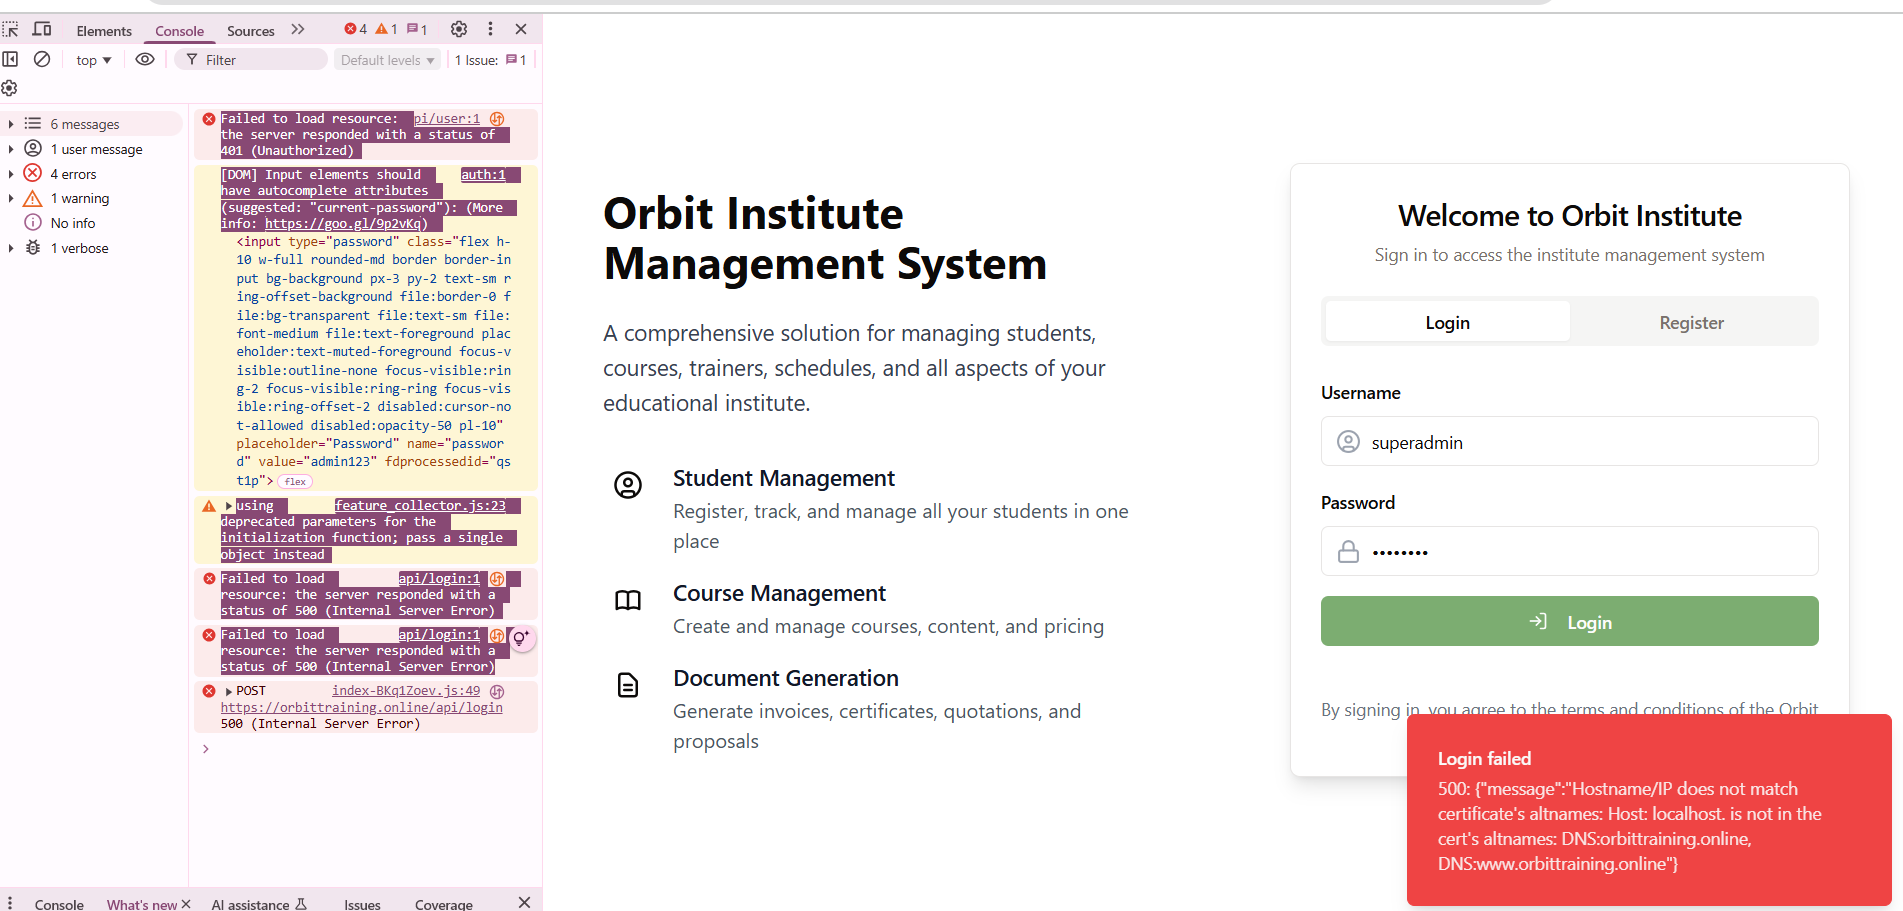 Elements Console Sources 4 1 1
top Filter Default levels 1 Issue: 1
6 messages
1 user message
4 errors
1 warning
No info
1 verbose
Failed to load resource: pi/user:1
the server responded with a status of
401 (Unauthorized)
[DOM] Input elements should auth:1
have autocomplete attributes
(suggested: "current-password"): (More
info: https://goo.gl/9p2vKq)
<input type="password" class="flex h-
10 w-full rounded-md border border-in
put bg-background px-3 py-2 text-sm r
ing-offset-background file:border-0 f
ile:bg-transparent file:text-sm file:
font-medium file:text-foreground plac
eholder:text-muted-foreground focus-v
isible:outline-none focus-visible:rin
g-2 focus-visible:ring-ring focus-vis
ible:ring-offset-2 disabled:cursor-no
t-allowed disabled:opacity-50 pl-10"
placeholder="Password" name="passwor
d" value="admin123" fdprocessedid="qs
t1p"> flex
using feature_collector.js:23
deprecated parameters for the
initialization function; pass a single
object instead
Failed to load api/login:1
resource: the server responded with a
status of 500 (Internal Server Error)
Failed to load api/login:1
resource: the server responded with a
status of 500 (Internal Server Error)
POST index-BKq1Zoev.js:49
https://orbittraining.online/api/login
500 (Internal Server Error)
Console What's new AI assistance Issues Coverage
Orbit Institute
Management System
A comprehensive solution for managing students,
courses, trainers, schedules, and all aspects of your
educational institute.
Student Management
Register, track, and manage all your students in one
place
Course Management
Create and manage courses, content, and pricing
Document Generation
Generate invoices, certificates, quotations, and
proposals
Welcome to Orbit Institute
Sign in to access the institute management system
Login Register
Username
superadmin
Password
••••••••
Login
By signing in, you agree to the terms and conditions of the Orbit
Login failed
500: {"message":"Hostname/IP does not match
certificate's altnames: Host: localhost. is not in the
cert's altnames: DNS:orbittraining.online,
DNS:www.orbittraining.online"}